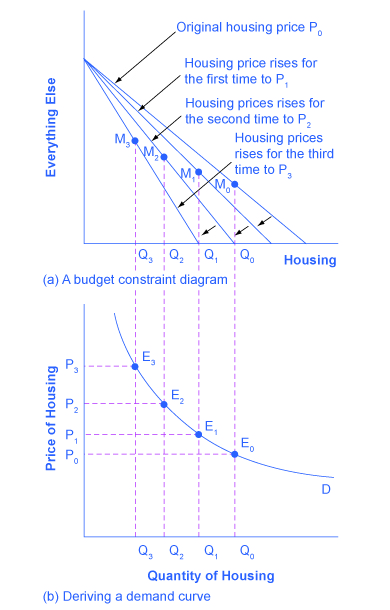 Original housing price P0
Housing price rises for
the first time to P1
Housing prices rises for
the second time to P2
Housing prices
rises for the third
time to P3
Everything Else
M3
M2
M1
M0
Q3 Q2 Q1 Q0
Housing
(a) A budget constraint diagram
Price of Housing
P3
P2
P1
P0
E3
E2
E1
E0
D
Q3 Q2 Q1 Q0
Quantity of Housing
(b) Deriving a demand curve